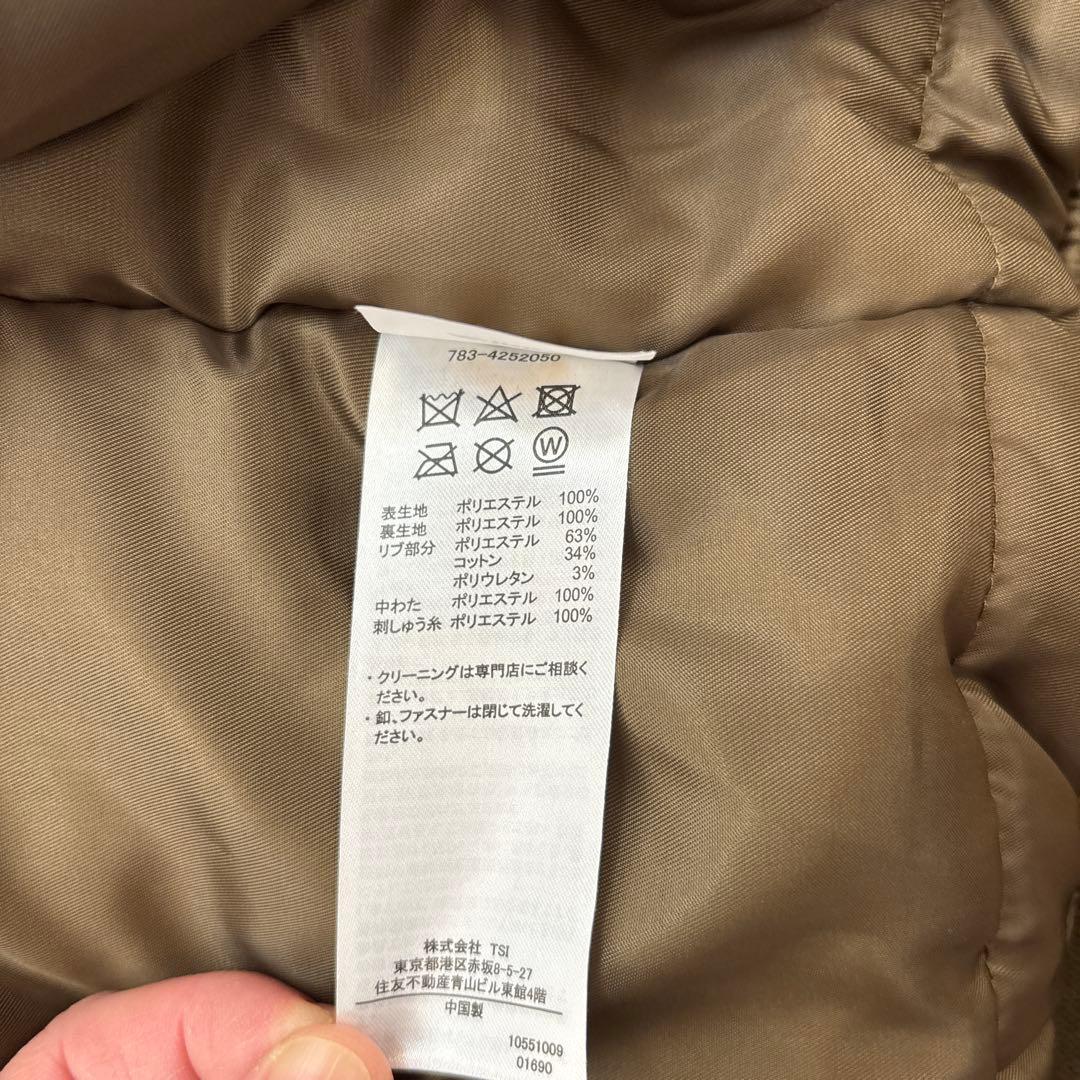 783-4252050
W
表生地 ポリエステル 100%
裏生地 ポリエステル 100%
リブ部分 ポリエステル 63%
コットン 34%
ポリウレタン 3%
中わた ポリエステル 100%
刺しゅう糸 ポリエステル 100%
・クリーニングは専門店にご相談く
ださい。
・釦、ファスナーは閉じて洗濯してく
ださい。
株式会社 TSI
東京都港区赤坂8-5-27
住友不動産青山ビル東館4階
中国製
10551009
01690